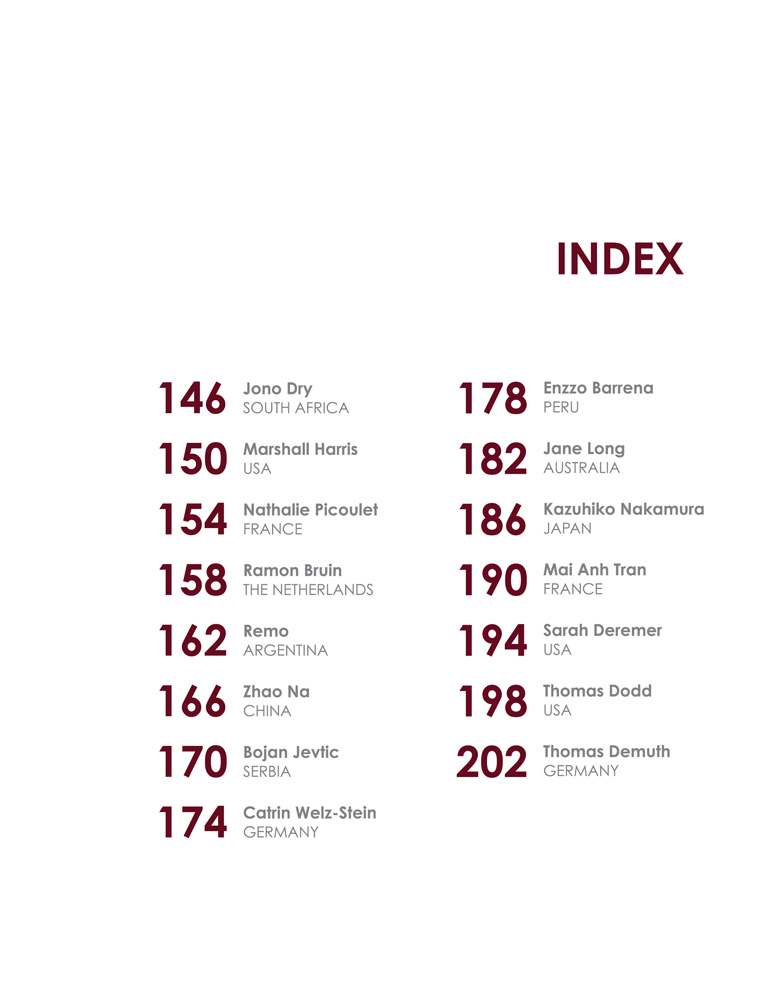 INDEX
146
Jono Dry
SOUTH AFRICA
150
Marshall Harris
USA
154
Nathalie Picoulet
FRANCE
158
Ramon Bruin
THE NETHERLANDS
162
Remo
ARGENTINA
166
Zhao Na
CHINA
170
Bojan Jevtic
SERBIA
174
Catrin Welz-Stein
GERMANY
178
Enzzo Barrena
PERU
182
Jane Long
AUSTRALIA
186
Kazuhiko Nakamura
JAPAN
190
Mai Anh Tran
FRANCE
194
Sarah Deremer
USA
198
Thomas Dodd
USA
202
Thomas Demuth
GERMANY